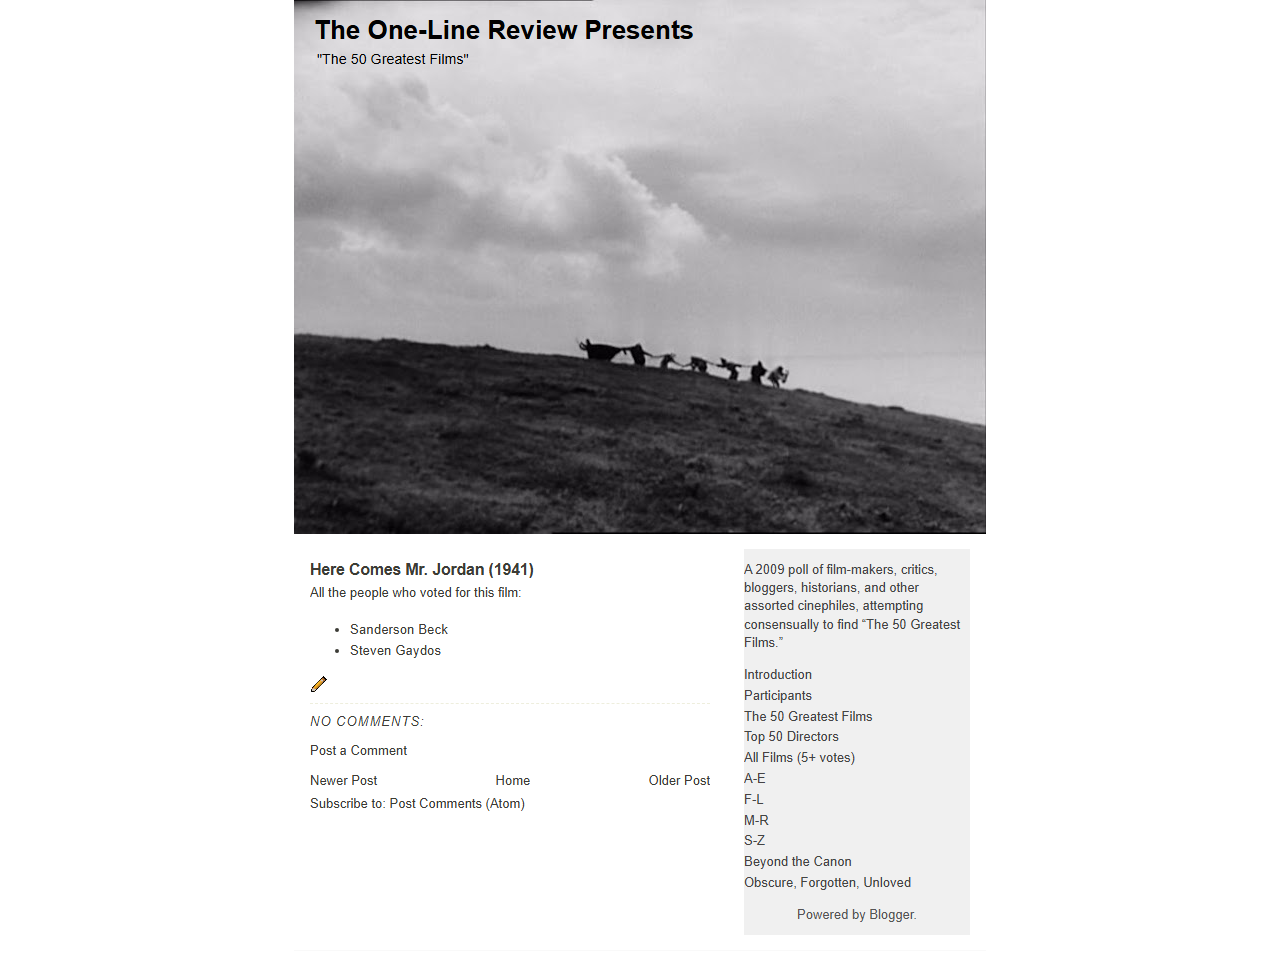 The One-Line Review Presents
"The 50 Greatest Films"
Here Comes Mr. Jordan (1941)
All the people who voted for this film:
Sanderson Beck
Steven Gaydos
NO COMMENTS:
Post a Comment
Newer Post Home Older Post
Subscribe to: Post Comments (Atom)
A 2009 poll of film-makers, critics,
bloggers, historians, and other
assorted cinephiles, attempting
consensually to find “The 50 Greatest
Films.”
Introduction
Participants
The 50 Greatest Films
Top 50 Directors
All Films (5+ votes)
A-E
F-L
M-R
S-Z
Beyond the Canon
Obscure, Forgotten, Unloved
Powered by Blogger.